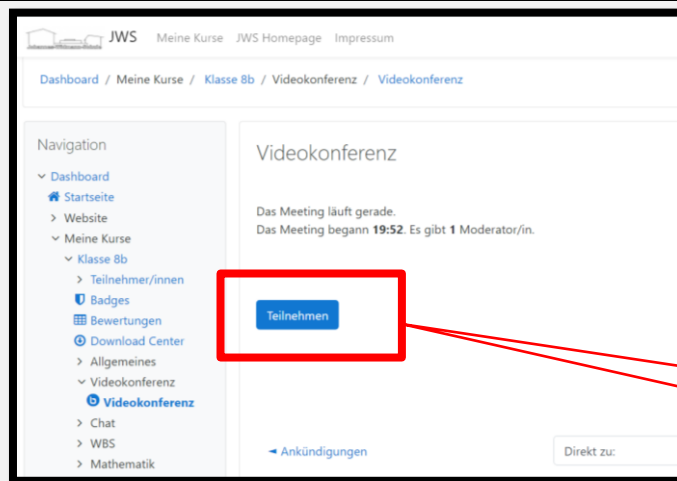 JWS Meine Kurse JWS Homepage Impressum
Dashboard / Meine Kurse / Klasse 8b / Videokonferenz / Videokonferenz
Navigation
Dashboard
Startseite
Website
Meine Kurse
Klasse 8b
Teilnehmer/innen
Badges
Bewertungen
Download Center
Allgemeines
Videokonferenz
Videokonferenz
Chat
WBS
Mathematik
Videokonferenz
Das Meeting läuft gerade.
Das Meeting begann 19:52. Es gibt 1 Moderator/in.
Teilnehmen
◄ Ankündigungen
Direkt zu: